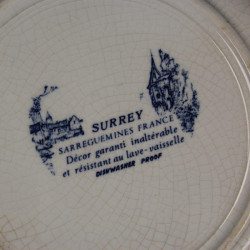 SURREY
SARREGUEMINES FRANCE
Décor garanti inaltérable
et résistant au lave-vaisselle
DISHWASHER PROOF